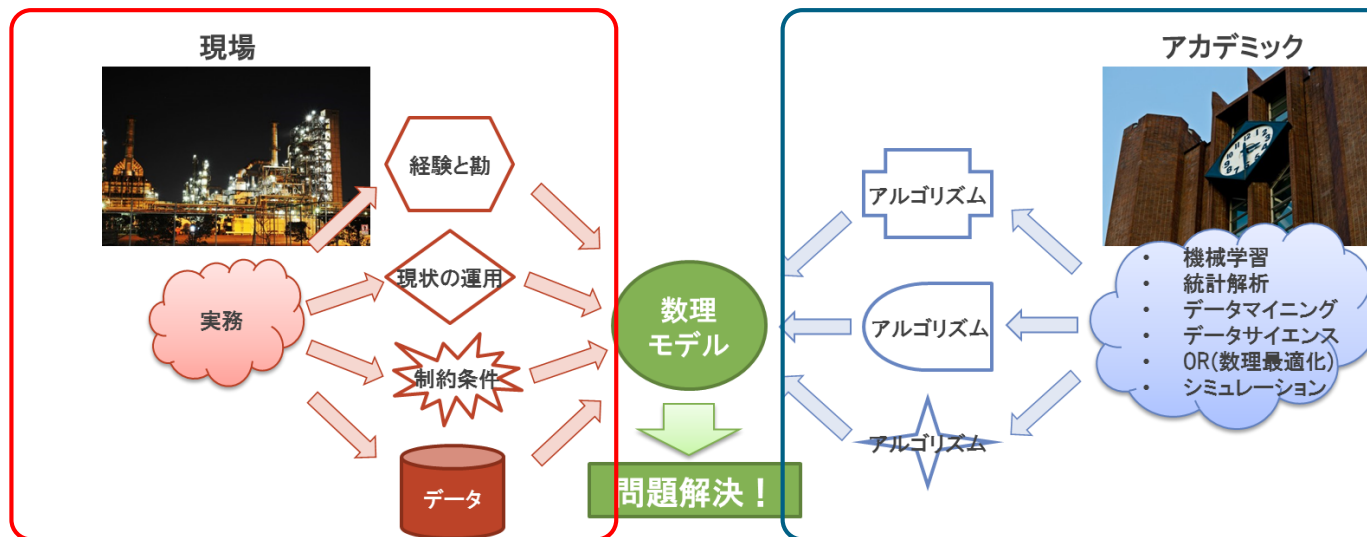 現場
アカデミック
経験と勘
現状の運用
実務
制約条件
データ
数理
モデル
問題解決！
アルゴリズム
アルゴリズム
アルゴリズム
• 機械学習
• 統計解析
• データマイニング
• データサイエンス
• OR(数理最適化)
• シミュレーション